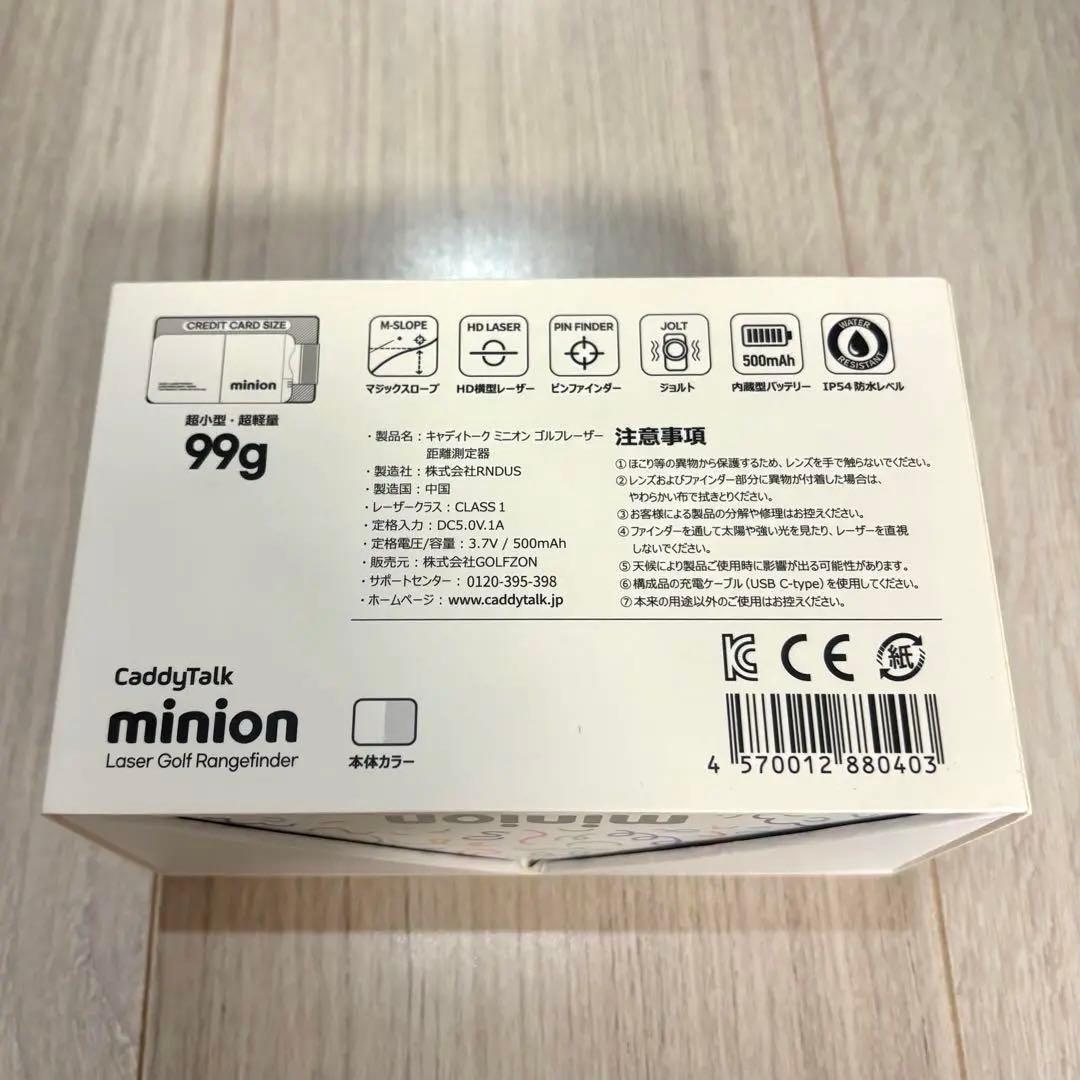 CREDIT CARD SIZE
minion
超小型・超軽量
99g
M-SLOPE
マジックスロープ
HD LASER
HD横型レーザー
PIN FINDER
ピンファインダー
JOLT
ジョルト
500mAh
内蔵型バッテリー
WATER RESISTANT
IP54 防水レベル
・製品名：キャディトーク ミニオン ゴルフレーザー
距離測定器
・製造社：株式会社RNDUS
・製造国：中国
・レーザークラス：CLASS 1
・定格入力：DC5.0V.1A
・定格電圧/容量：3.7V / 500mAh
・販売元：株式会社GOLFZON
・サポートセンター： 0120-395-398
・ホームページ：www.caddytalk.jp
注意事項
①ほこり等の異物から保護するため、レンズを手で触らないでください。
②レンズおよびファインダー部分に異物が付着した場合は、
やわらかい布で拭きとりください。
③お客様による製品の分解や修理はお控えください。
④ファインダーを通して太陽や強い光を見たり、レーザーを直視
しないでください。
⑤天候により製品ご使用時に影響が出る可能性があります。
⑥構成品の充電ケーブル（USB C-type）を使用してください。
⑦本来の用途以外のご使用はお控えください。
CaddyTalk
minion
Laser Golf Rangefinder
本体カラー
KC CE 紙
4 570012 880403
minion